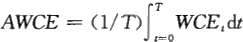 AWCE = (1/T)∫_{t=0}^{T} WCE_t dt